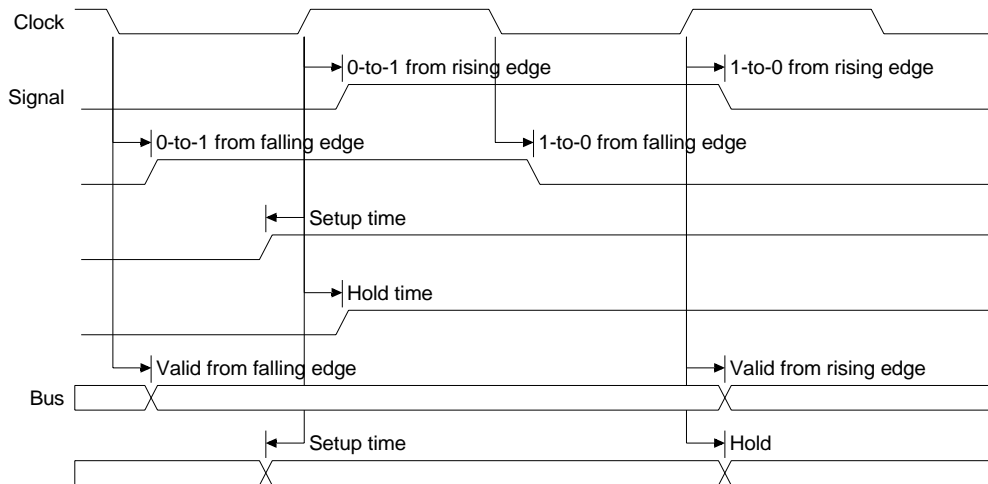 Clock
0-to-1 from rising edge
1-to-0 from rising edge
Signal
0-to-1 from falling edge
1-to-0 from falling edge
Setup time
Hold time
Valid from falling edge
Valid from rising edge
Bus
Setup time
Hold